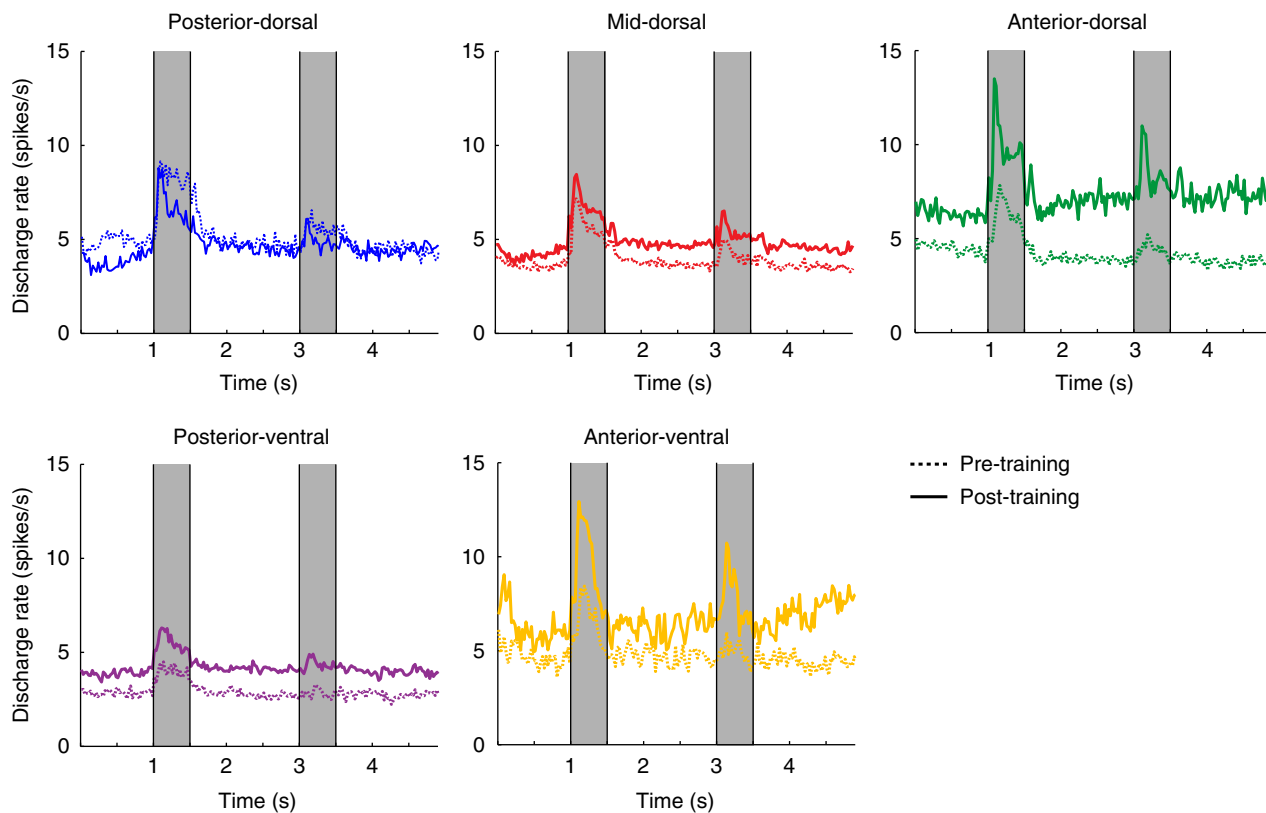 Posterior-dorsal
Mid-dorsal
Anterior-dorsal
15
10
5
0
1 2 3 4
Time (s)
Discharge rate (spikes/s)
15
10
5
0
1 2 3 4
Time (s)
15
10
5
0
1 2 3 4
Time (s)
Posterior-ventral
Anterior-ventral
15
10
5
0
1 2 3 4
Time (s)
Discharge rate (spikes/s)
15
10
5
0
1 2 3 4
Time (s)
Pre-training
Post-training